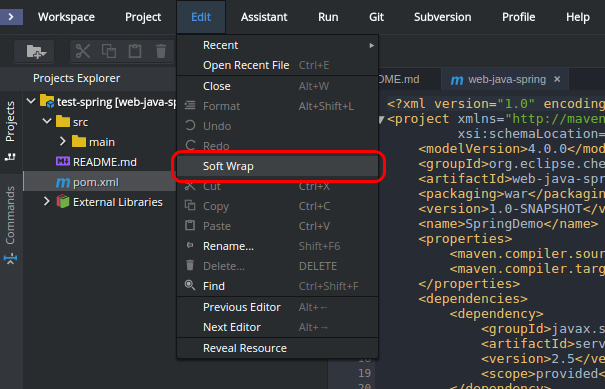 Workspace Project Edit Assistant Run Git Subversion Profile Help
Projects Explorer
Projects
Commands
test-spring [web-java-sp
src
main
README.md
pom.xml
External Libraries
Recent
Open Recent File Ctrl+E
Close Alt+W
Format Alt+Shift+L
Undo
Redo
Soft Wrap
Cut Ctrl+X
Copy Ctrl+C
Paste Ctrl+V
Rename... Shift+F6
Delete... DELETE
Find Ctrl+Shift+F
Previous Editor Alt+←
Next Editor Alt+→
Reveal Resource
OME.md web-java-spring
<?xml version="1.0" encoding
<project xmlns="http://maven
xsi:schemaLocation=
<modelVersion>4.0.0</mod
<groupId>org.eclipse.che
<artifactId>web-java-spr
<packaging>war</packagin
<version>1.0-SNAPSHOT</v
<name>SpringDemo</name>
<properties>
<maven.compiler.sour
<maven.compiler.targ
</properties>
<dependencies>
<dependency>
<groupId>javax.s
<artifactId>serv
<version>2.5</ve
19 <scope>provided<
20 </dependency>